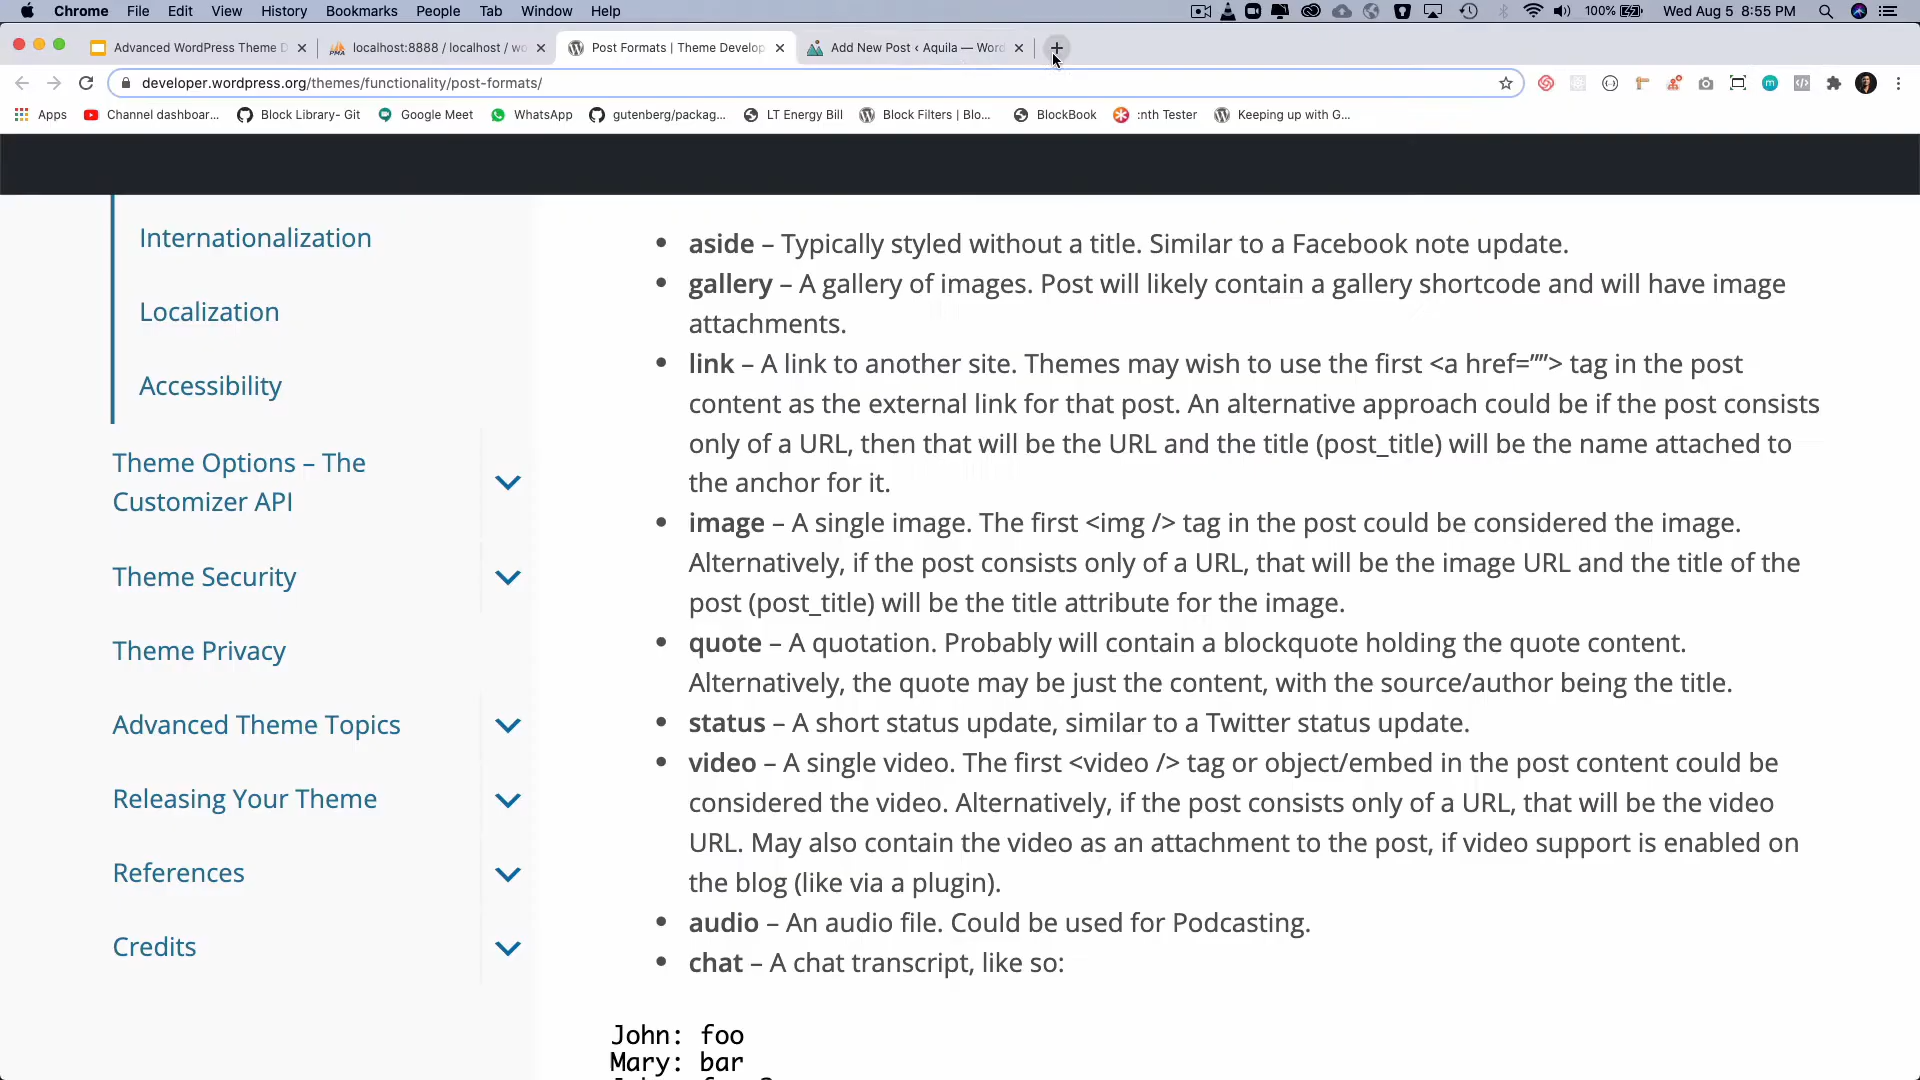 Chrome File Edit View History Bookmarks People Tab Window Help 100% Wed Aug 5 8:55 PM
Advanced WordPress Theme D localhost:8888 / localhost / wo Post Formats | Theme Develop Add New Post ‹ Aquila — Word
developer.wordpress.org/themes/functionality/post-formats/
Apps Channel dashboar... Block Library- Git Google Meet WhatsApp gutenberg/packag... LT Energy Bill Block Filters | Blo... BlockBook :nth Tester Keeping up with G...
Internationalization
Localization
Accessibility
Theme Options – The
Customizer API
Theme Security
Theme Privacy
Advanced Theme Topics
Releasing Your Theme
References
Credits
• aside – Typically styled without a title. Similar to a Facebook note update.
• gallery – A gallery of images. Post will likely contain a gallery shortcode and will have image
attachments.
• link – A link to another site. Themes may wish to use the first <a href=””> tag in the post
content as the external link for that post. An alternative approach could be if the post consists
only of a URL, then that will be the URL and the title (post_title) will be the name attached to
the anchor for it.
• image – A single image. The first <img /> tag in the post could be considered the image.
Alternatively, if the post consists only of a URL, that will be the image URL and the title of the
post (post_title) will be the title attribute for the image.
• quote – A quotation. Probably will contain a blockquote holding the quote content.
Alternatively, the quote may be just the content, with the source/author being the title.
• status – A short status update, similar to a Twitter status update.
• video – A single video. The first <video /> tag or object/embed in the post content could be
considered the video. Alternatively, if the post consists only of a URL, that will be the video
URL. May also contain the video as an attachment to the post, if video support is enabled on
the blog (like via a plugin).
• audio – An audio file. Could be used for Podcasting.
• chat – A chat transcript, like so:
John: foo
Mary: bar